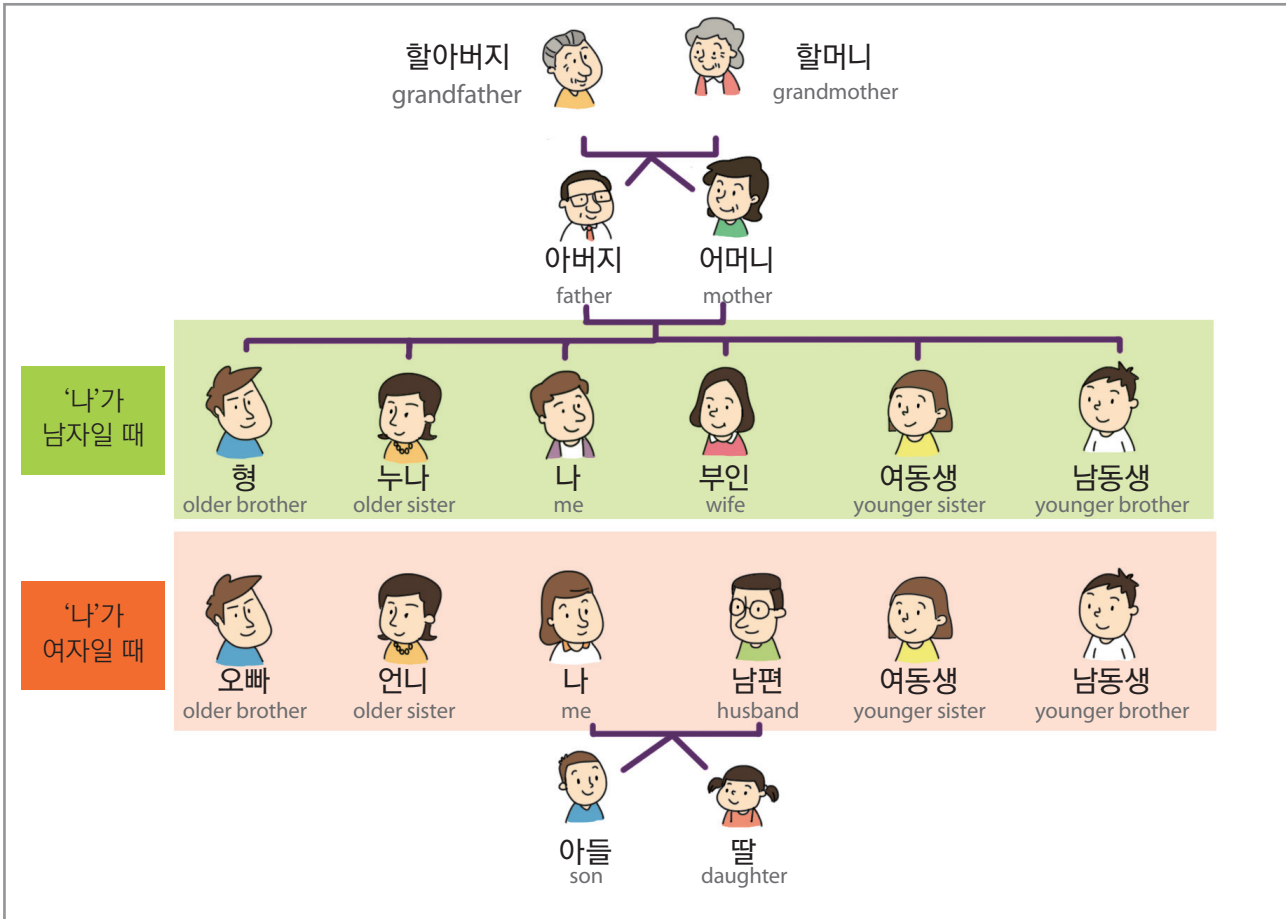 할아버지
grandfather
할머니
grandmother
아버지
father
어머니
mother
‘나’가
남자일 때
형
older brother
누나
older sister
나
me
부인
wife
여동생
younger sister
남동생
younger brother
‘나’가
여자일 때
오빠
older brother
언니
older sister
나
me
남편
husband
여동생
younger sister
남동생
younger brother
아들
son
딸
daughter